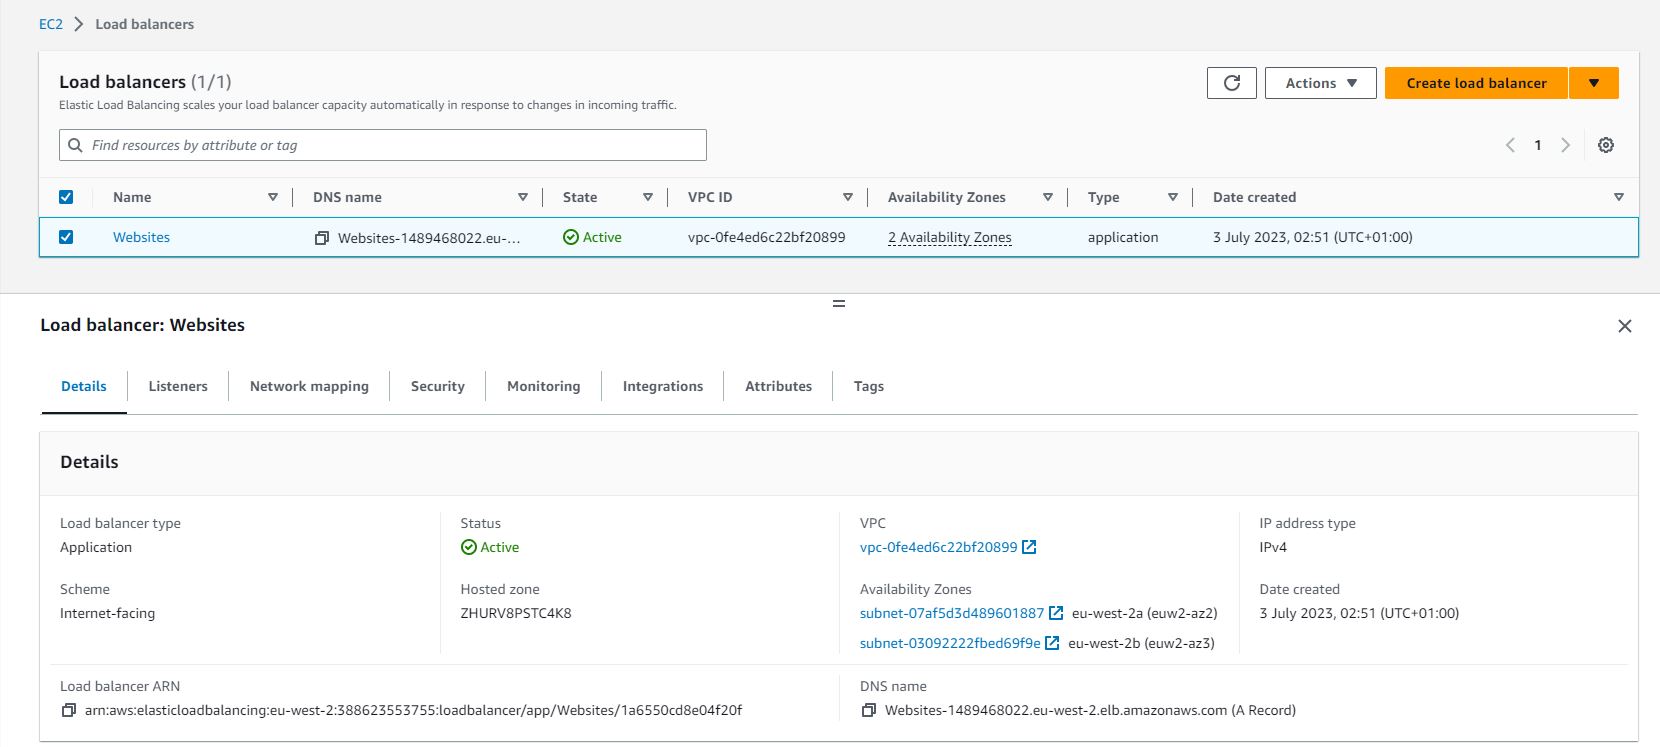 EC2 Load balancers
Load balancers (1/1)
Elastic Load Balancing scales your load balancer capacity automatically in response to changes in incoming traffic.
Actions
Create load balancer
Find resources by attribute or tag
1
Name DNS name State VPC ID Availability Zones Type Date created
Websites Websites-1489468022.eu-... Active vpc-0fe4ed6c22bf20899 2 Availability Zones application 3 July 2023, 02:51 (UTC+01:00)
Load balancer: Websites
Details Listeners Network mapping Security Monitoring Integrations Attributes Tags
Details
Load balancer type
Application
Status
Active
VPC
vpc-0fe4ed6c22bf20899
IP address type
IPv4
Scheme
Internet-facing
Hosted zone
ZHURV8PSTC4K8
Availability Zones
subnet-07af5d3d489601887 eu-west-2a (euw2-az2)
subnet-03092222fbed69f9e eu-west-2b (euw2-az3)
Date created
3 July 2023, 02:51 (UTC+01:00)
Load balancer ARN
arn:aws:elasticloadbalancing:eu-west-2:388623553755:loadbalancer/app/Websites/1a6550cd8e04f20f
DNS name
Websites-1489468022.eu-west-2.elb.amazonaws.com (A Record)